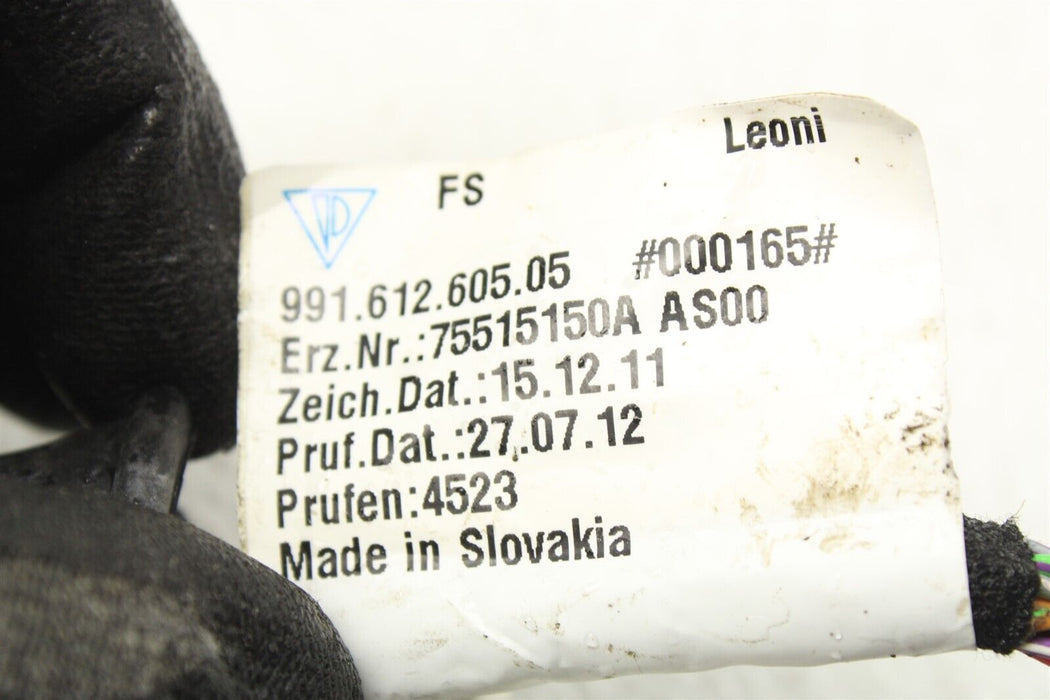 Leoni
VD FS
991.612.605.05 #000165#
Erz.Nr.:75515150A AS00
Zeich.Dat.:15.12.11
Pruf.Dat.:27.07.12
Prufen:4523
Made in Slovakia